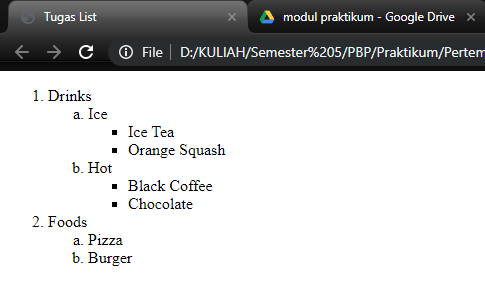 Tugas List
modul praktikum - Google Drive
File
D:/KULIAH/Semester%205/PBP/Praktikum/Pertem
1. Drinks
a. Ice
Ice Tea
Orange Squash
b. Hot
Black Coffee
Chocolate
2. Foods
a. Pizza
b. Burger